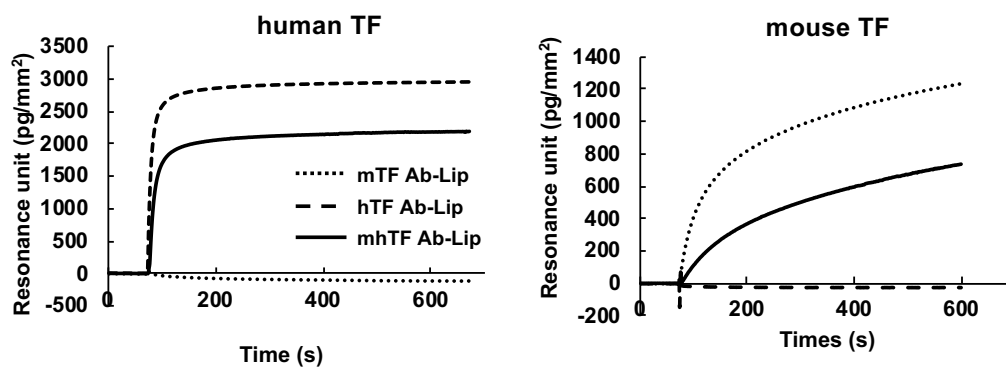 human TF
Resonance unit (pg/mm²)
3500
3000
2500
2000
1500
1000
500
0
-500
0
200
400
600
Time (s)
mTF Ab-Lip
hTF Ab-Lip
mhTF Ab-Lip
mouse TF
Resonance unit (pg/mm²)
1400
1200
1000
800
600
400
200
0
-200
0
200
400
600
Times (s)